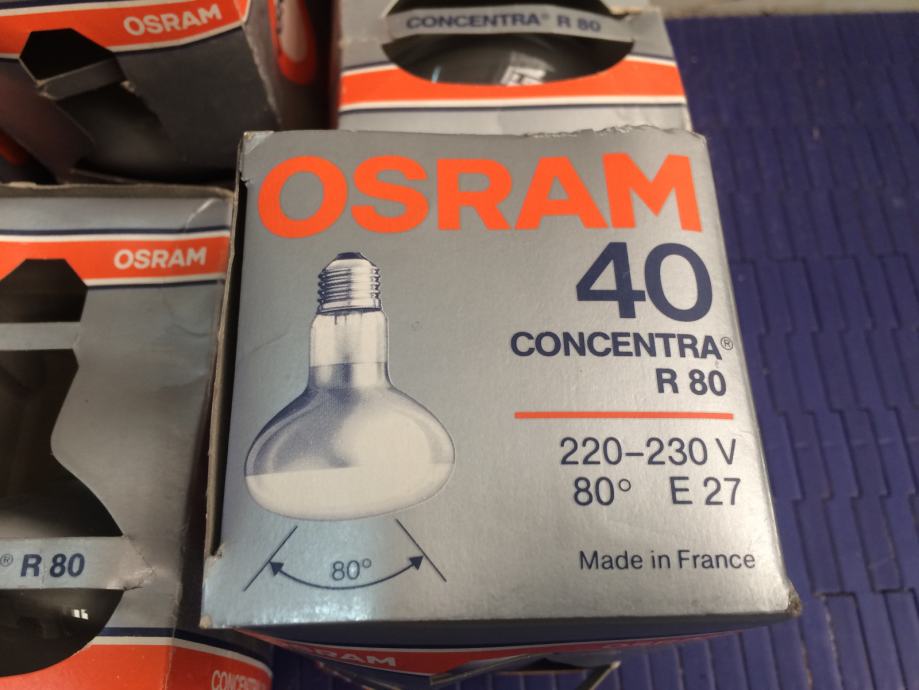 OSRAM
CONCENTRA® R 80
OSRAM
® R 80
OSRAM
40
CONCENTRA®
R 80
220–230 V
80° E 27
80°
Made in France